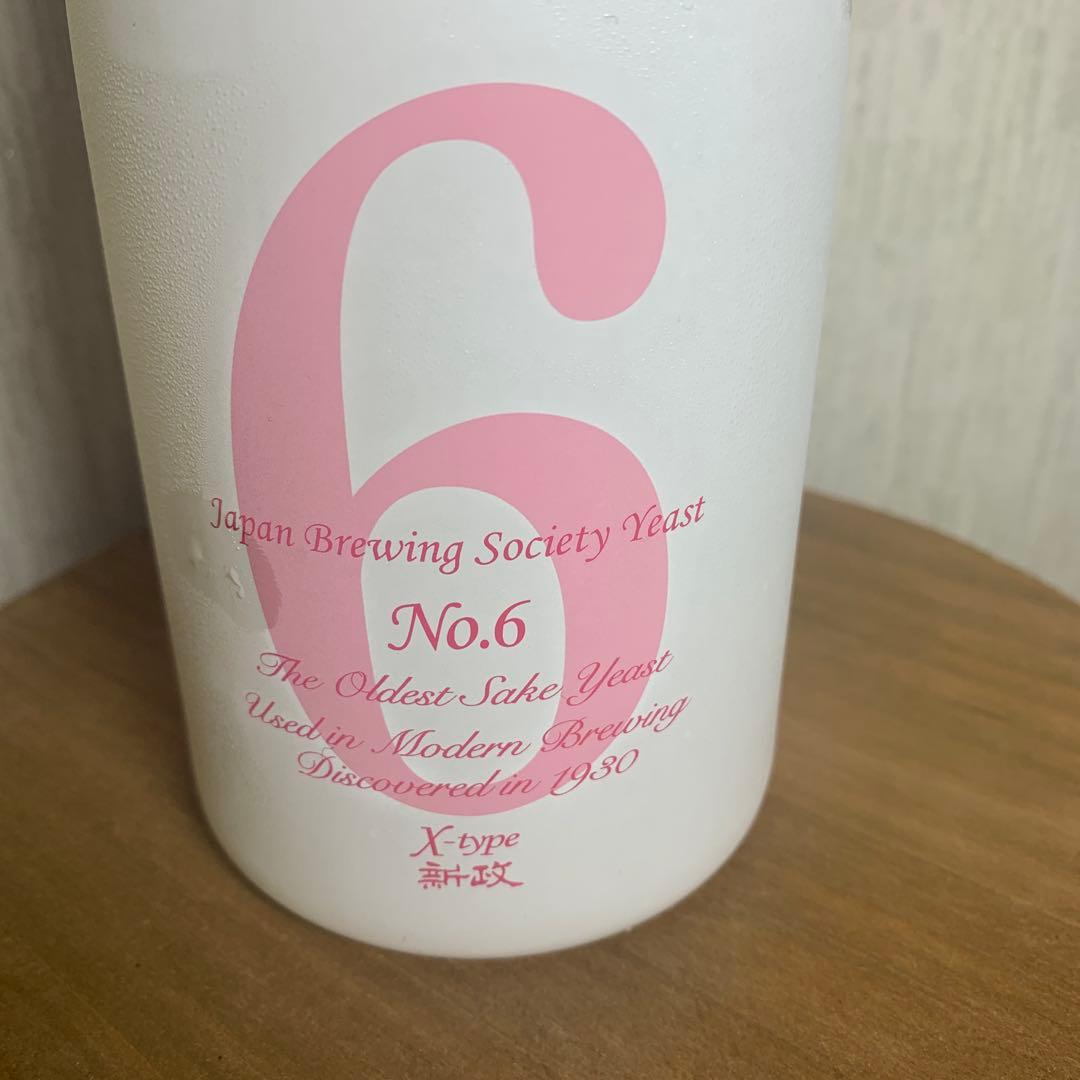 6
Japan Brewing Society Yeast
No.6
The Oldest Sake Yeast
Used in Modern Brewing
Discovered in 1930
X-type
新政